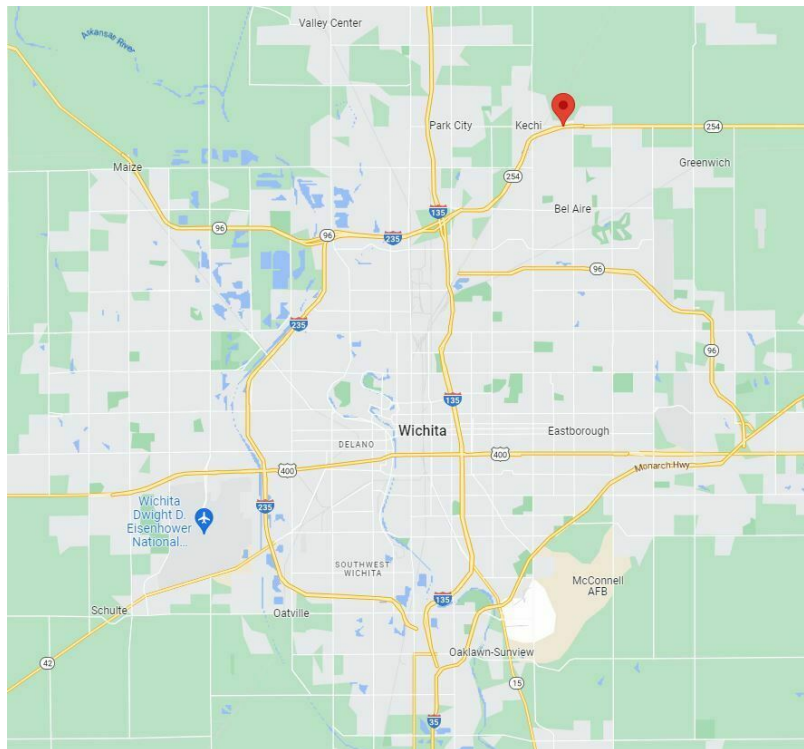 Valley Center
Arkansas River
Park City
Kechi
254
254
Greenwich
Maize
254
135
Bel Aire
96
96
235
96
235
96
135
Wichita
Eastborough
DELANO
400
400
Monarch Hwy
Wichita
Dwight D.
Eisenhower
National...
235
SOUTHWEST
WICHITA
McConnell
AFB
135
Schulte
Oatville
Oaklawn-Sunview
42
15
35